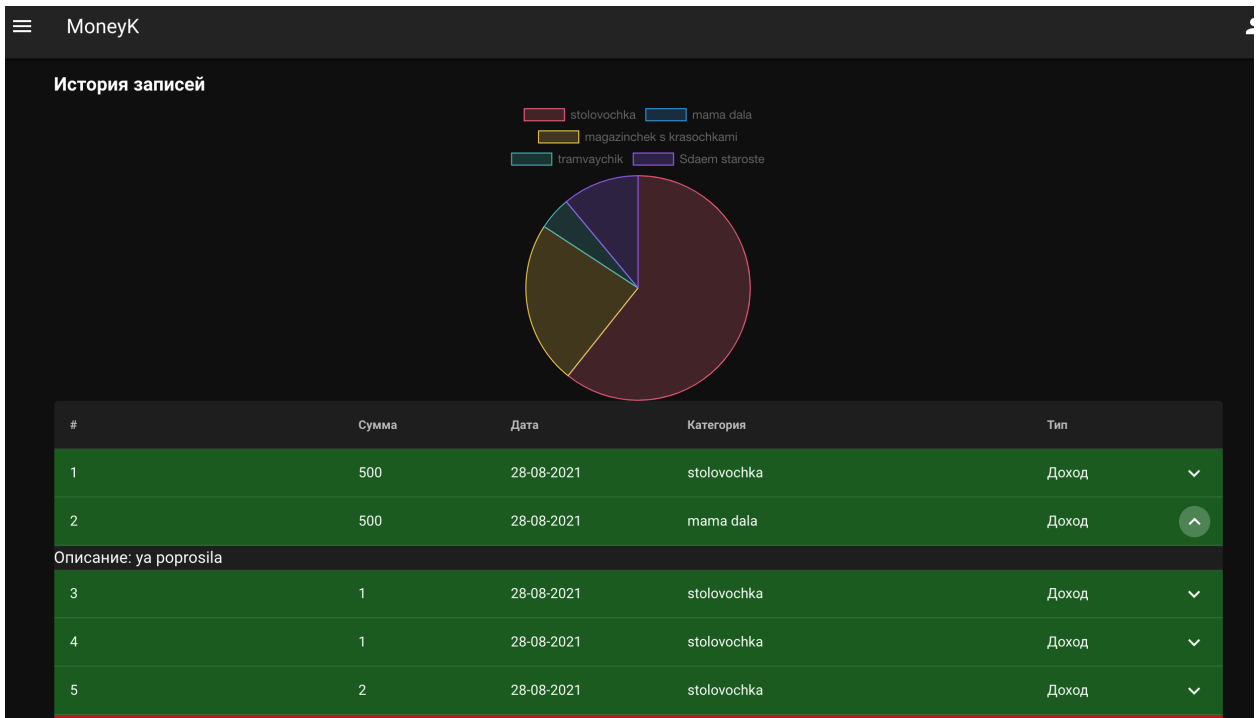 MoneyK
История записей
stolovochka mama dala
magazinchek s krasochkami
tramvaychik Sdaem staroste
# Сумма Дата Категория Тип
1 500 28-08-2021 stolovochka Доход
2 500 28-08-2021 mama dala Доход
Описание: ya poprosila
3 1 28-08-2021 stolovochka Доход
4 1 28-08-2021 stolovochka Доход
5 2 28-08-2021 stolovochka Доход